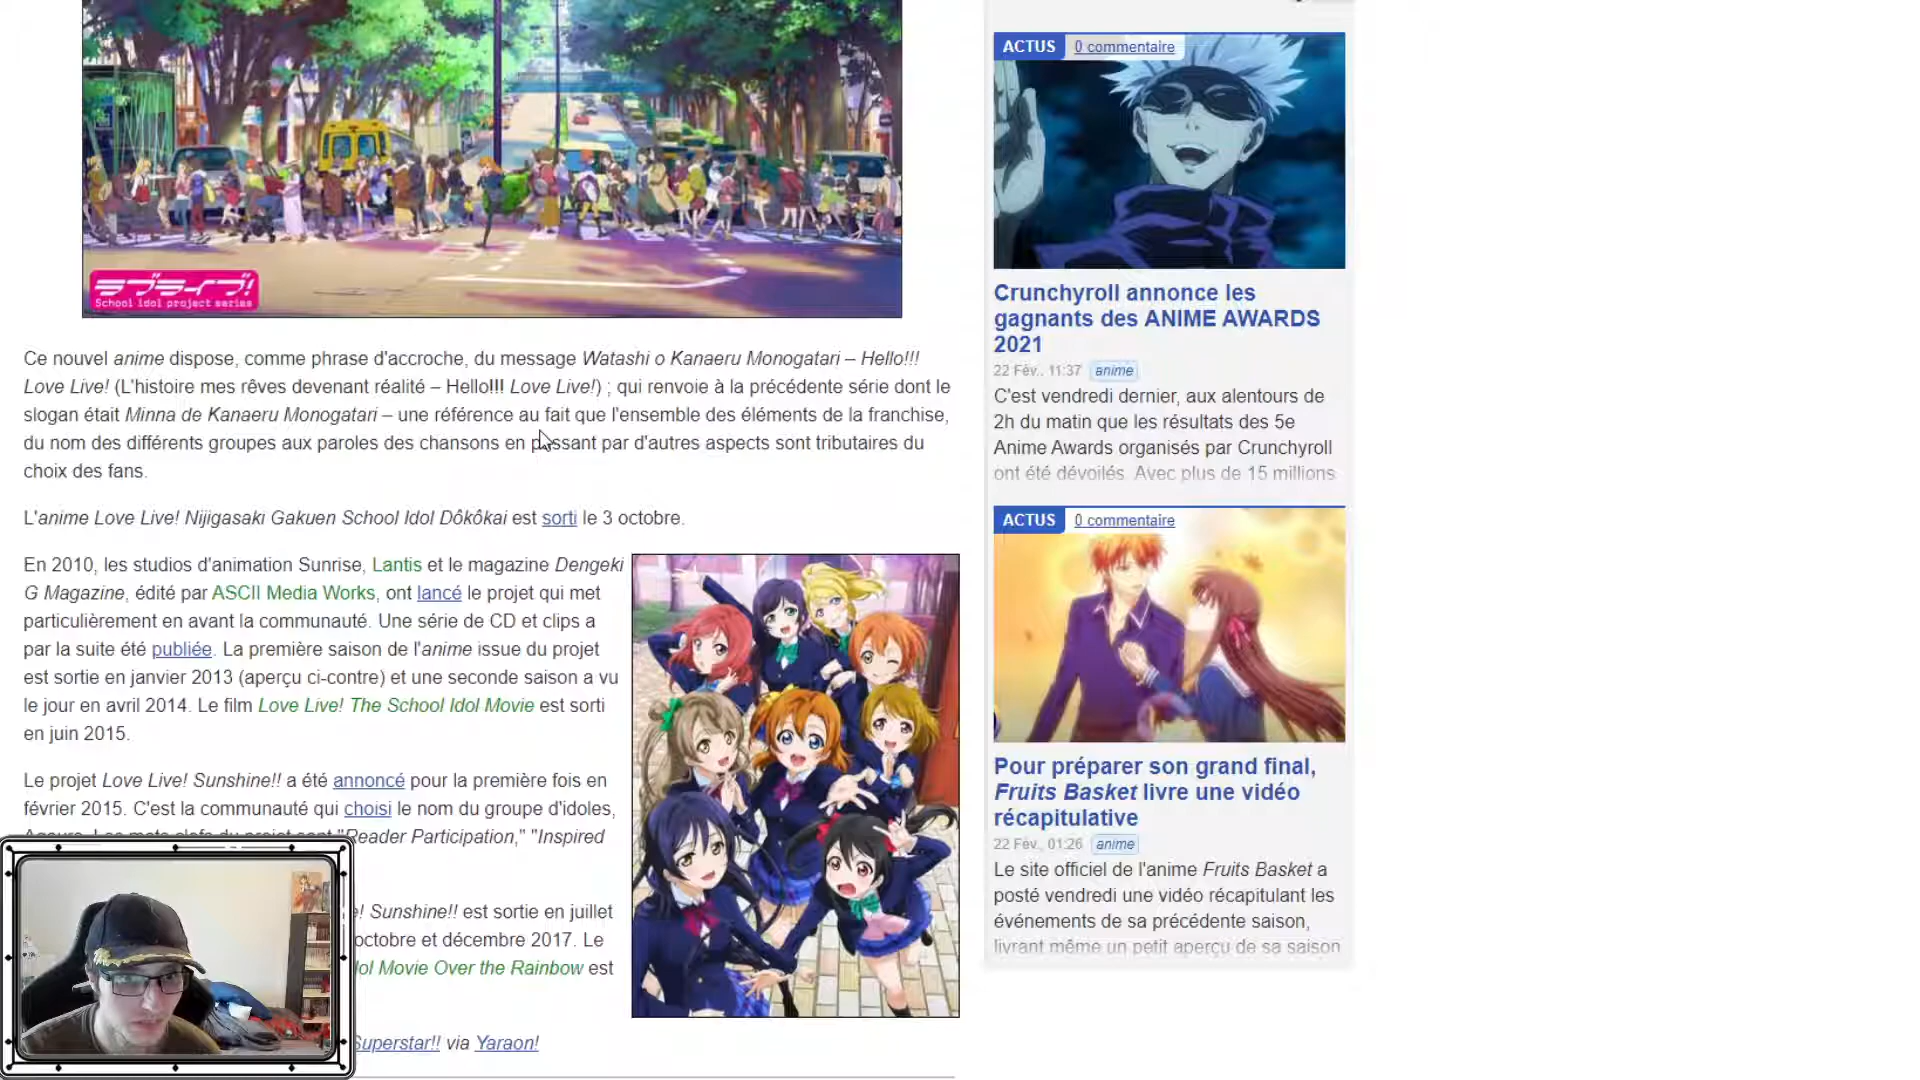 ラブライブ!
School idol project series
Ce nouvel anime dispose, comme phrase d'accroche, du message Watashi o Kanaeru Monogatari – Hello!!!
Love Live! (L'histoire mes rêves devenant réalité – Hello!!! Love Live!) ; qui renvoie à la précédente série dont le
slogan était Minna de Kanaeru Monogatari – une référence au fait que l'ensemble des éléments de la franchise,
du nom des différents groupes aux paroles des chansons en passant par d'autres aspects sont tributaires du
choix des fans.
L'anime Love Live! Nijigasaki Gakuen School Idol Dôkôkai est sorti le 3 octobre.
En 2010, les studios d'animation Sunrise, Lantis et le magazine Dengeki
G Magazine, édité par ASCII Media Works, ont lancé le projet qui met
particulièrement en avant la communauté. Une série de CD et clips a
par la suite été publiée. La première saison de l'anime issue du projet
est sortie en janvier 2013 (aperçu ci-contre) et une seconde saison a vu
le jour en avril 2014. Le film Love Live! The School Idol Movie est sorti
en juin 2015.
Le projet Love Live! Sunshine!! a été annoncé pour la première fois en
février 2015. C'est la communauté qui choisi le nom du groupe d'idoles,
"Reader Participation," "Inspired
e! Sunshine!! est sortie en juillet
octobre et décembre 2017. Le
dol Movie Over the Rainbow est
Superstar!! via Yaraon!
ACTUS 0 commentaire
Crunchyroll annonce les
gagnants des ANIME AWARDS
2021
22 Fév., 11:37 anime
C'est vendredi dernier, aux alentours de
2h du matin que les résultats des 5e
Anime Awards organisés par Crunchyroll
ont été dévoilés. Avec plus de 15 millions
ACTUS 0 commentaire
Pour préparer son grand final,
Fruits Basket livre une vidéo
récapitulative
22 Fév., 01:26 anime
Le site officiel de l'anime Fruits Basket a
posté vendredi une vidéo récapitulant les
événements de sa précédente saison,
livrant même un petit aperçu de sa saison